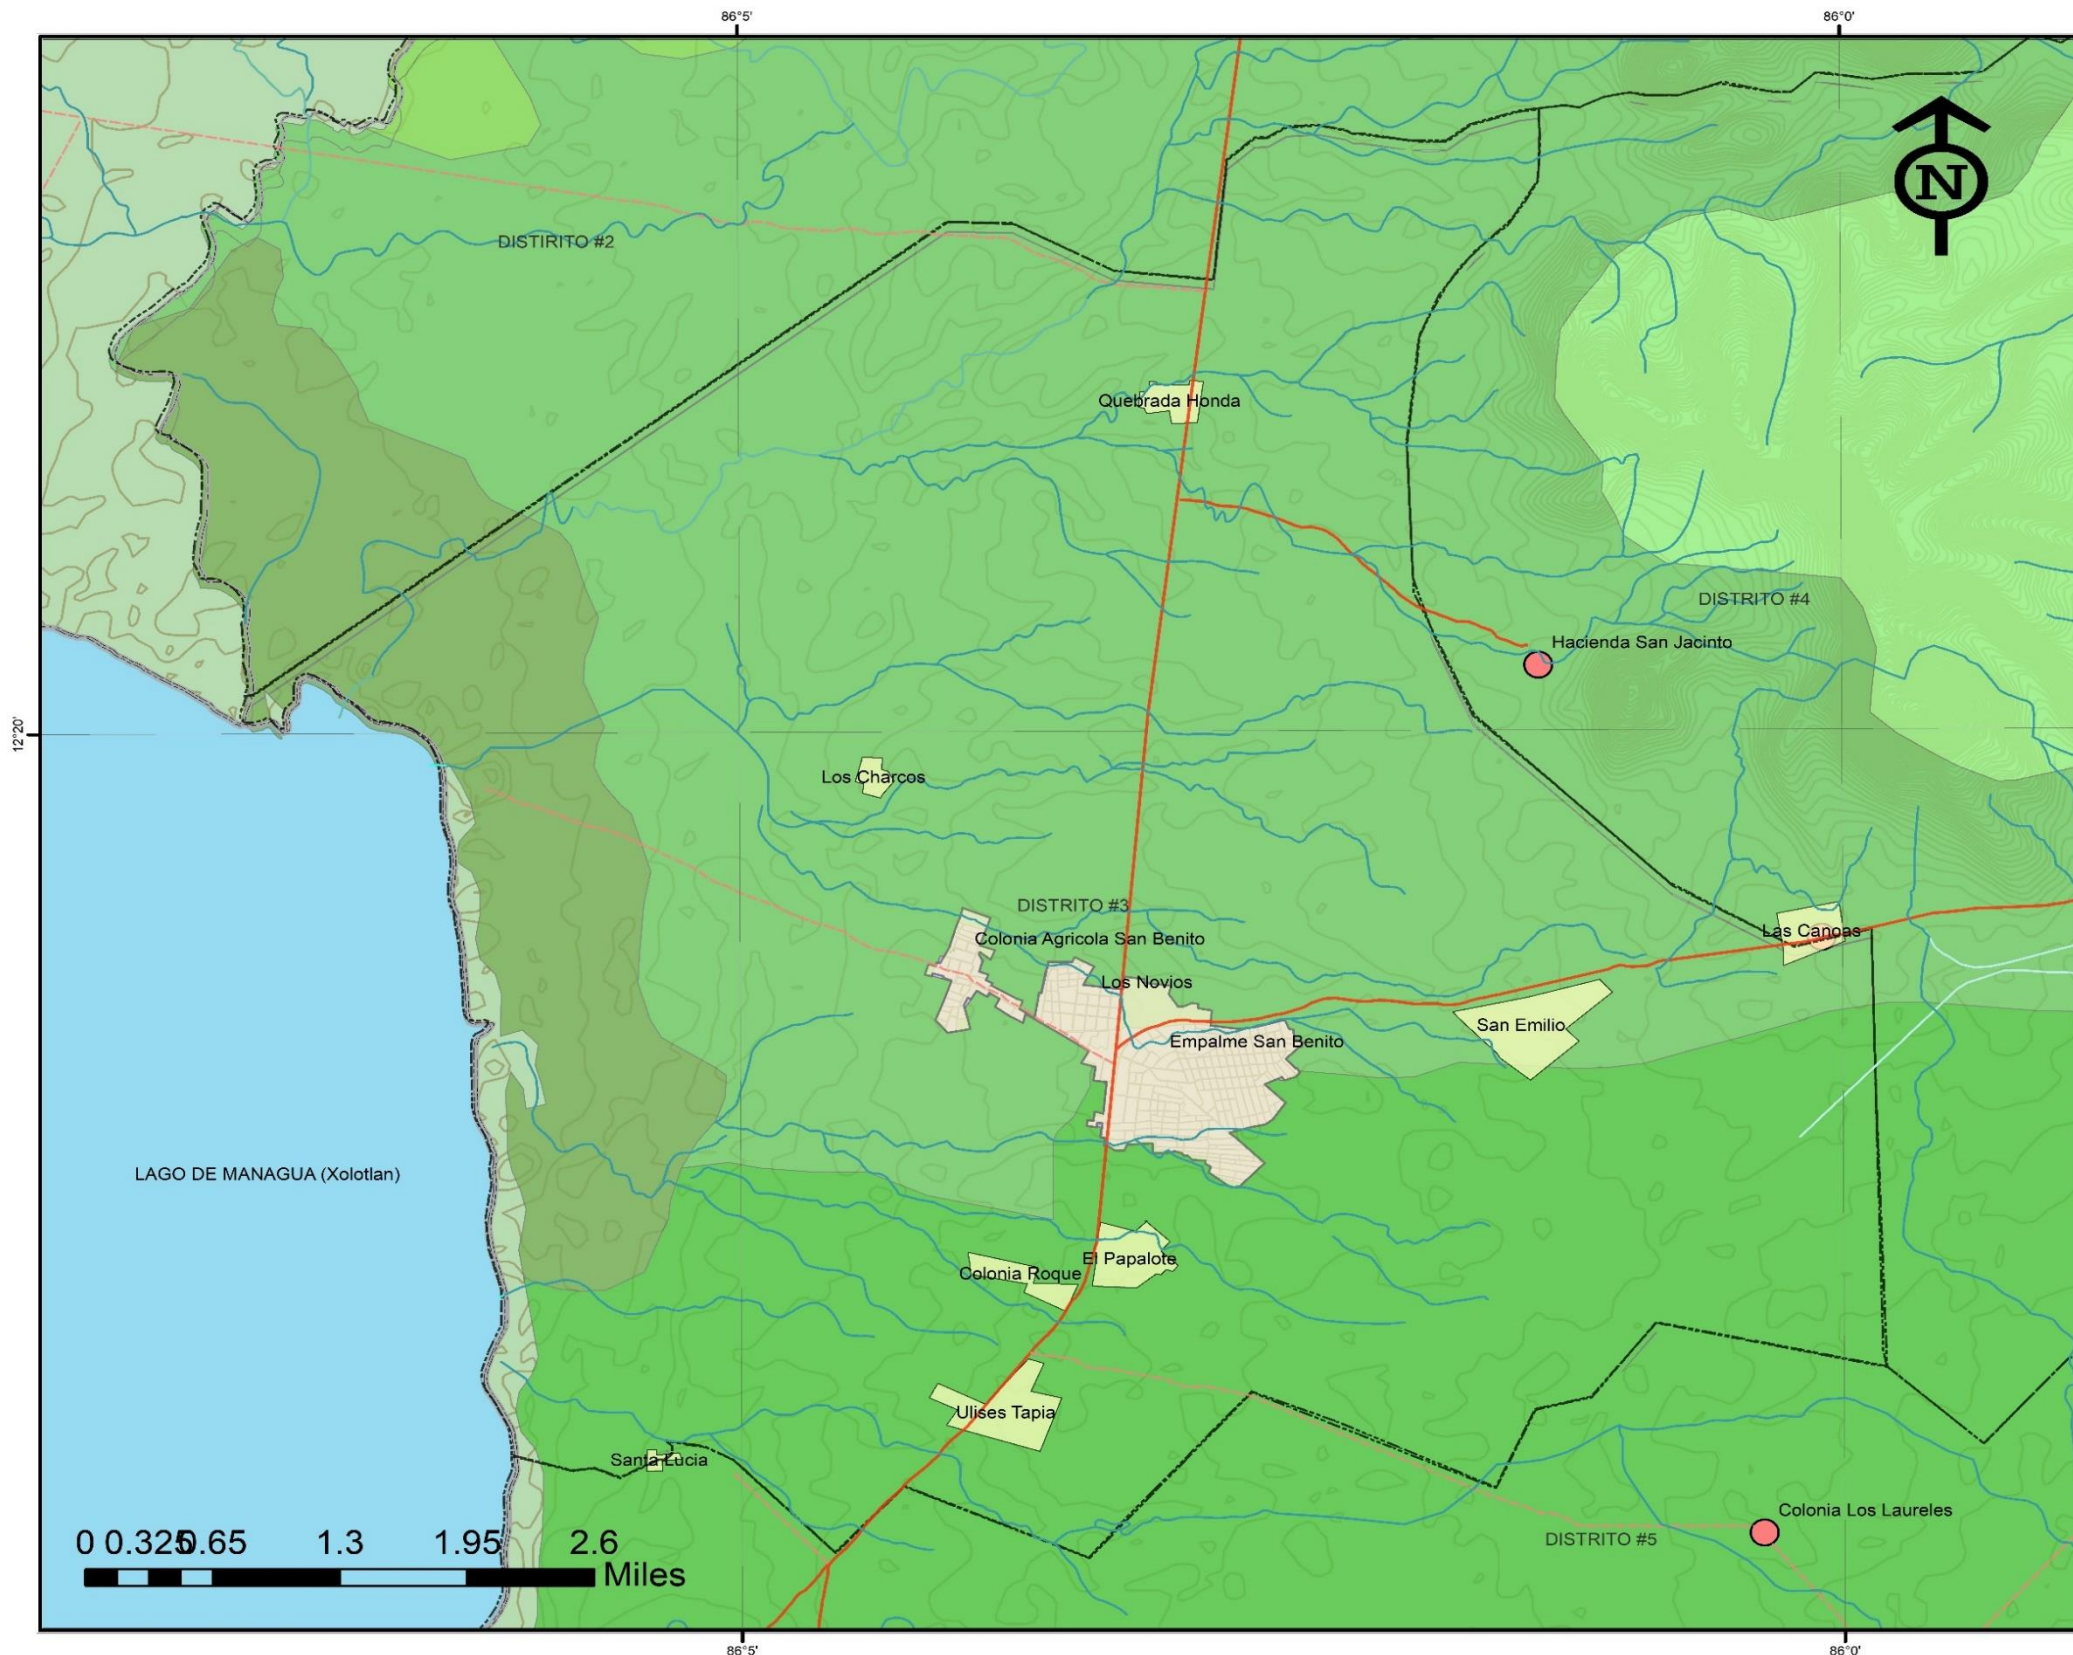 86°5'
86°0'
N
DISTIRITO #2
Quebrada Honda
DISTRITO #4
Hacienda San Jacinto
12°20'
Los Charcos
DISTRITO #3
Colonia Agricola San Benito
Las Canoas
Los Novios
San Emilio
Empalme San Benito
LAGO DE MANAGUA (Xolotlan)
El Papalote
Colonia Roque
Ulises Tapia
Santa Lucia
Colonia Los Laureles
DISTRITO #5
0 0.325 0.65 1.3 1.95 2.6
Miles
86°5'
86°0'